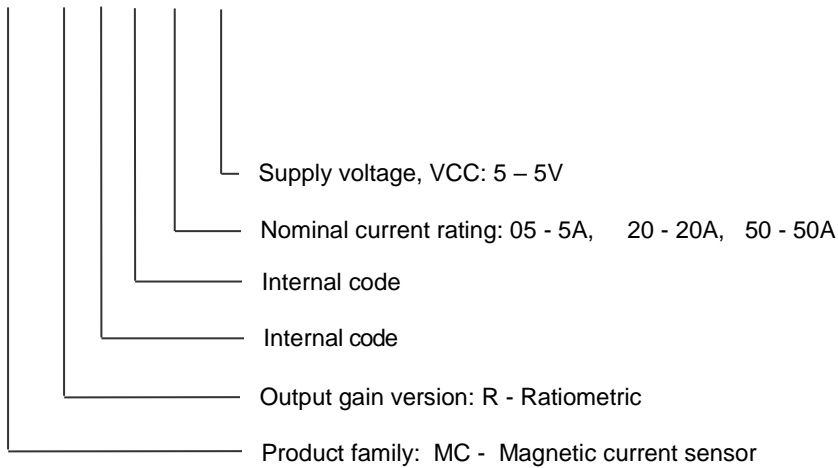 Supply voltage, VCC: 5 – 5V
Nominal current rating: 05 - 5A, 20 - 20A, 50 - 50A
Internal code
Internal code
Output gain version: R - Ratiometric
Product family: MC - Magnetic current sensor